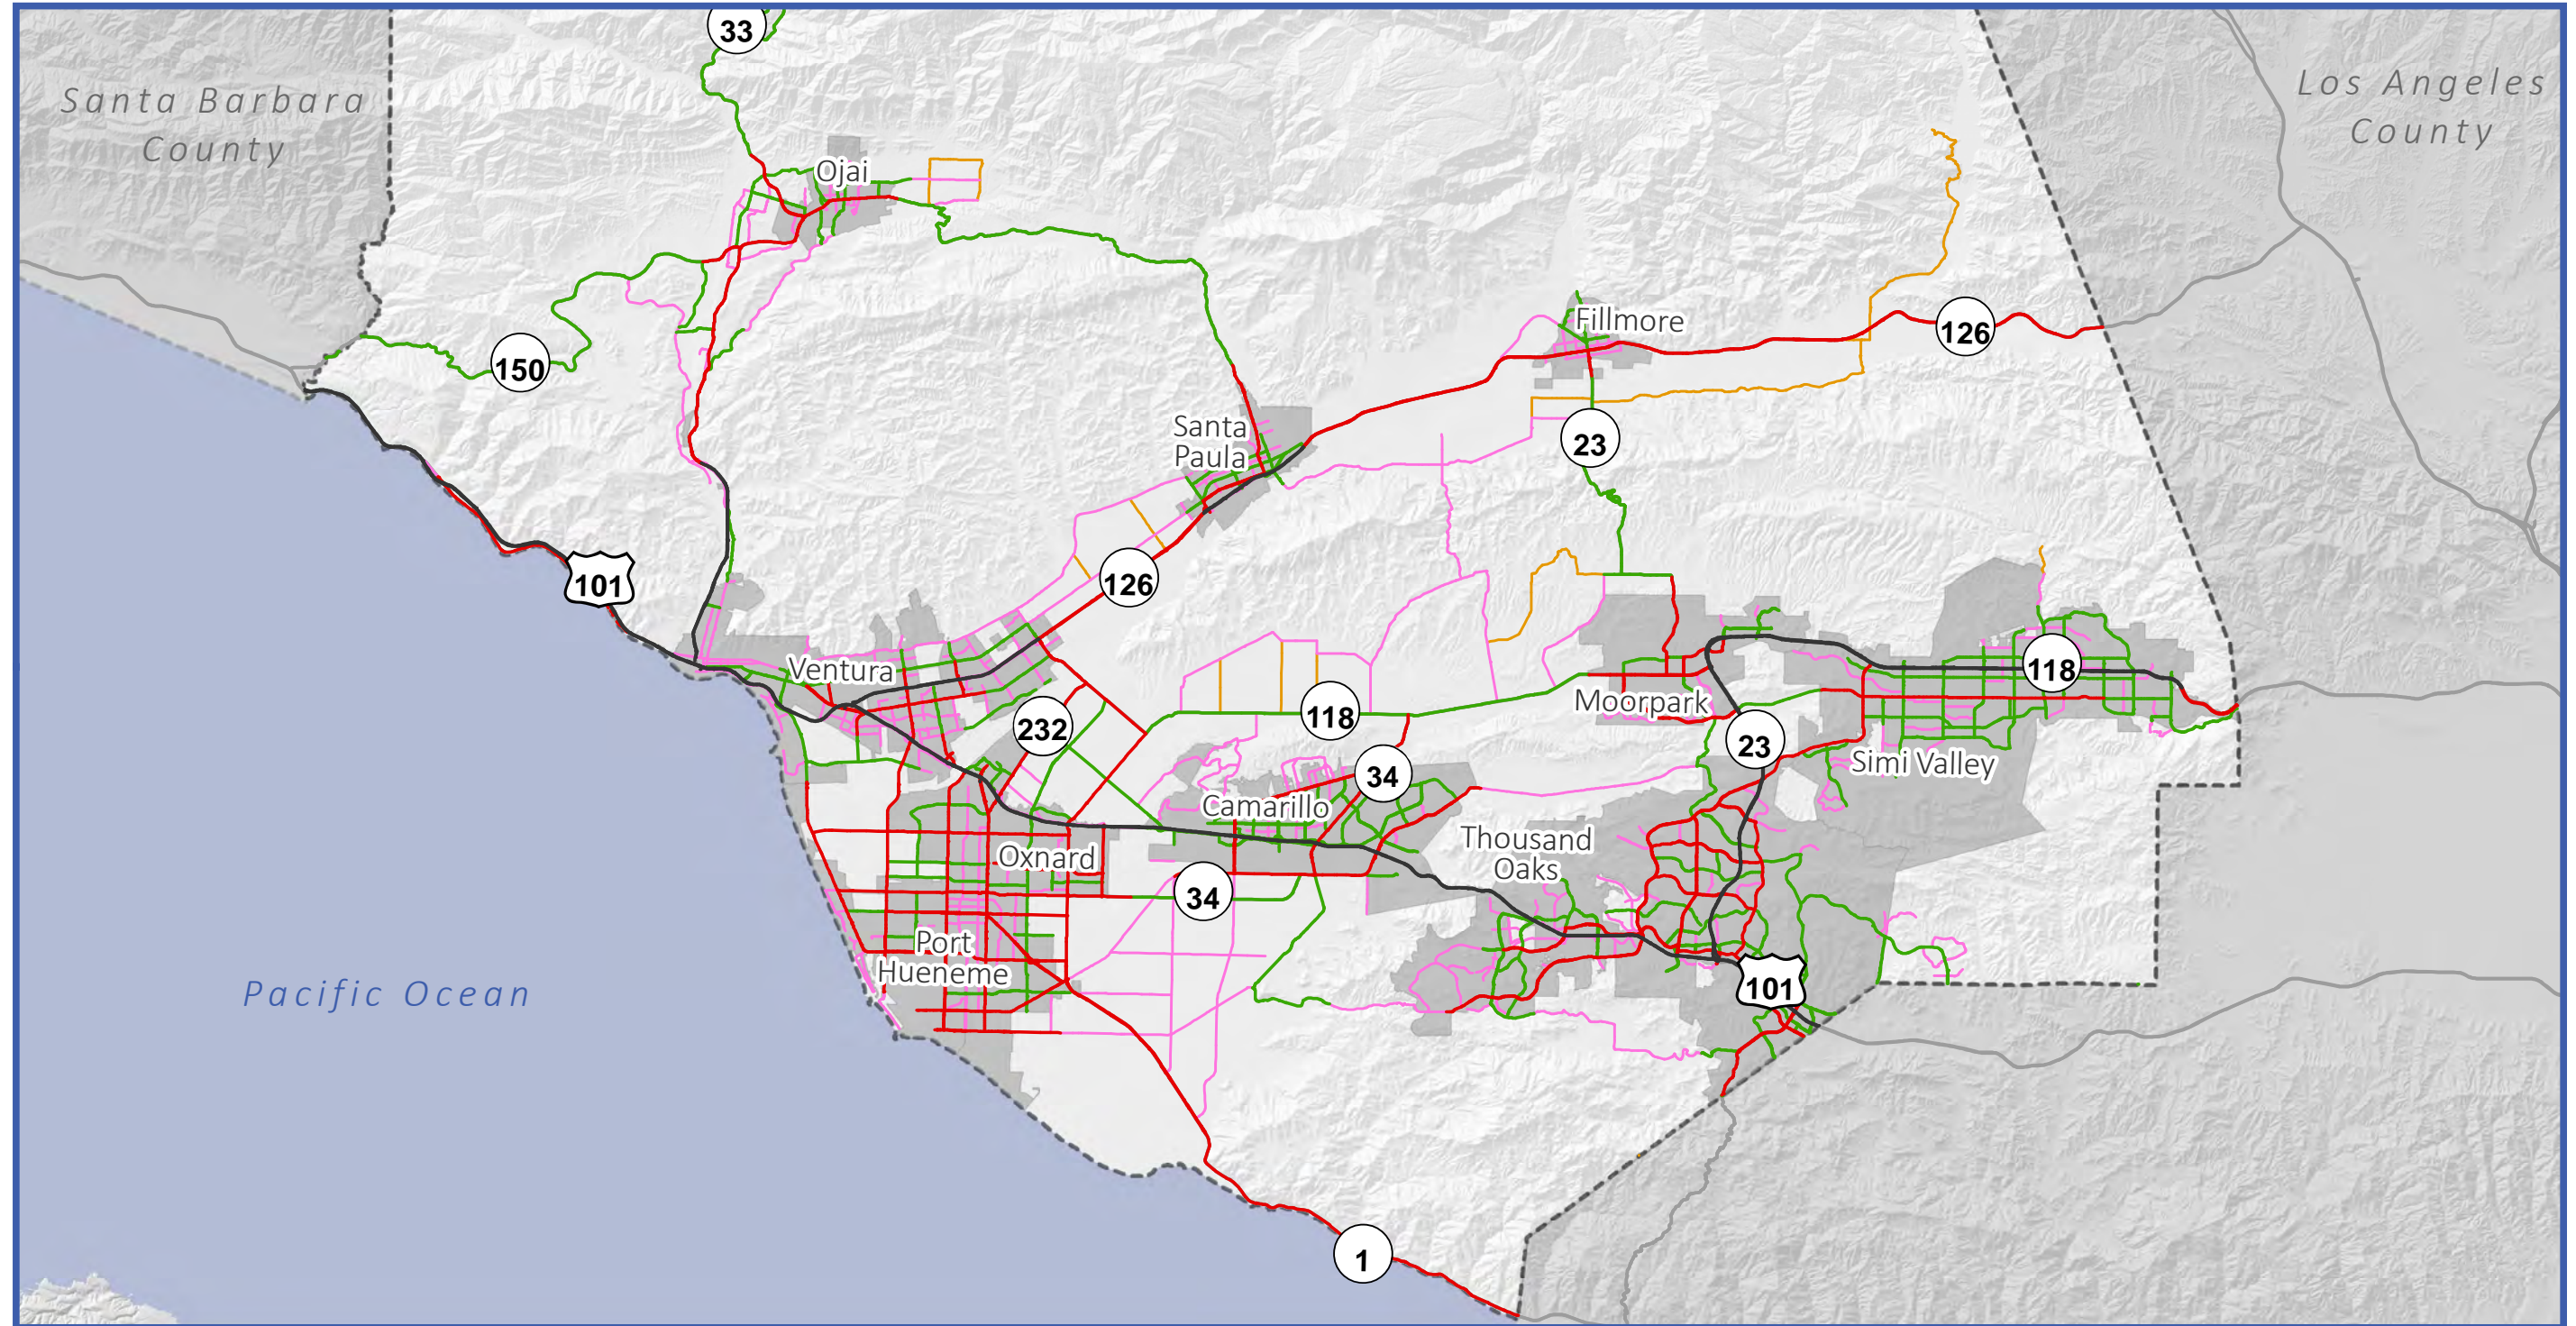 33
Santa Barbara
County
Los Angeles
County
Ojai
Fillmore
126
150
Santa
Paula
23
101
126
Ventura
232
118
118
Moorpark
23
34
Simi Valley
Camarillo
Thousand
Oaks
Oxnard
34
Port
Hueneme
101
Pacific Ocean
1